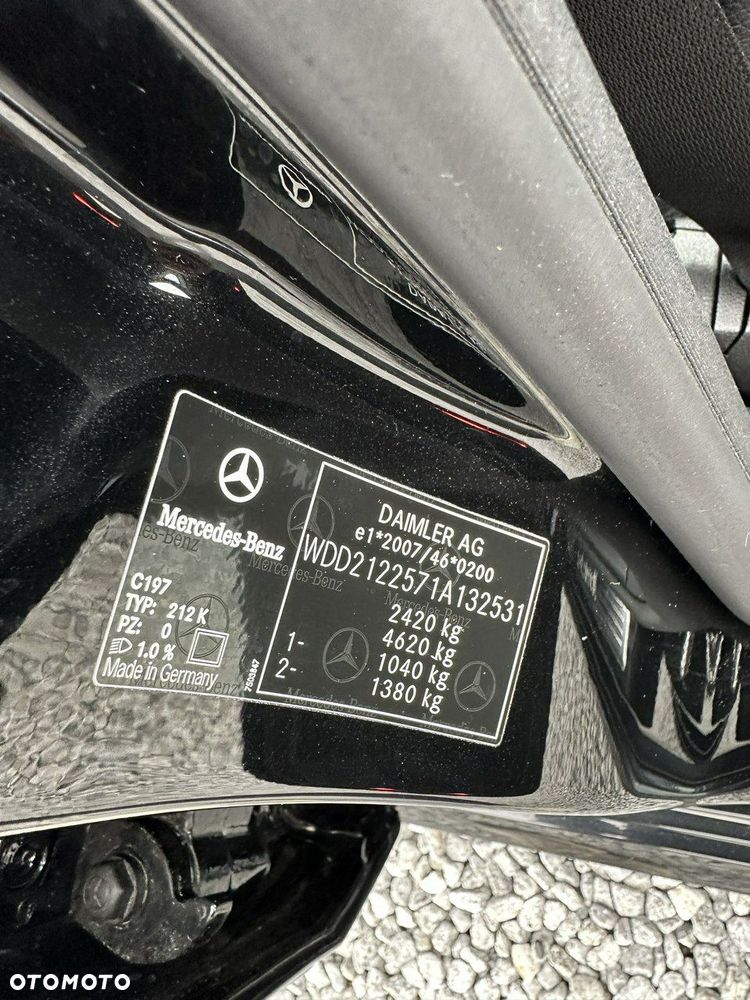 Mercedes-Benz
C197
TYP: 212 K
PZ: 0
1.0 %
Made in Germany
7503847
DAIMLER AG
e1*2007/46*0200
WDD2122571A132531
2420 kg
4620 kg
1- 1040 kg
2- 1380 kg
OTOMOTO